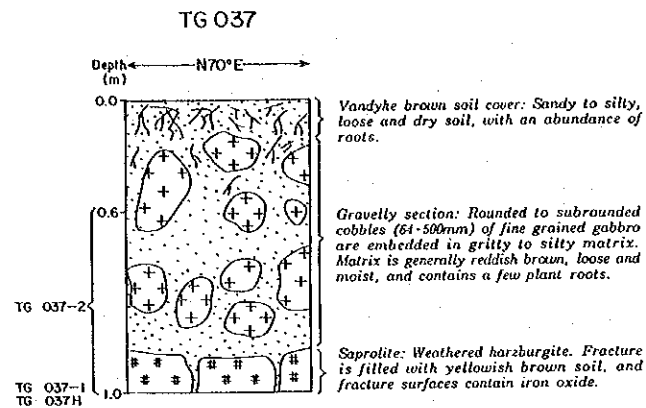 TG 037
Depth
(m)
N70°E
0.0
Vandyke brown soil cover: Sandy to silty,
loose and dry soil, with an abundance of
roots.
0.6
Gravelly section: Rounded to subrounded
cobbles (64-500mm) of fine grained gabbro
are embedded in gritty to silty matrix.
Matrix is generally reddish brown, loose and
moist, and contains a few plant roots.
TG 037-2
Saprolite: Weathered harzburgite. Fracture
is filled with yellowish brown soil, and
fracture surfaces contain iron oxide.
TG 037-1
TG 037H
1.0